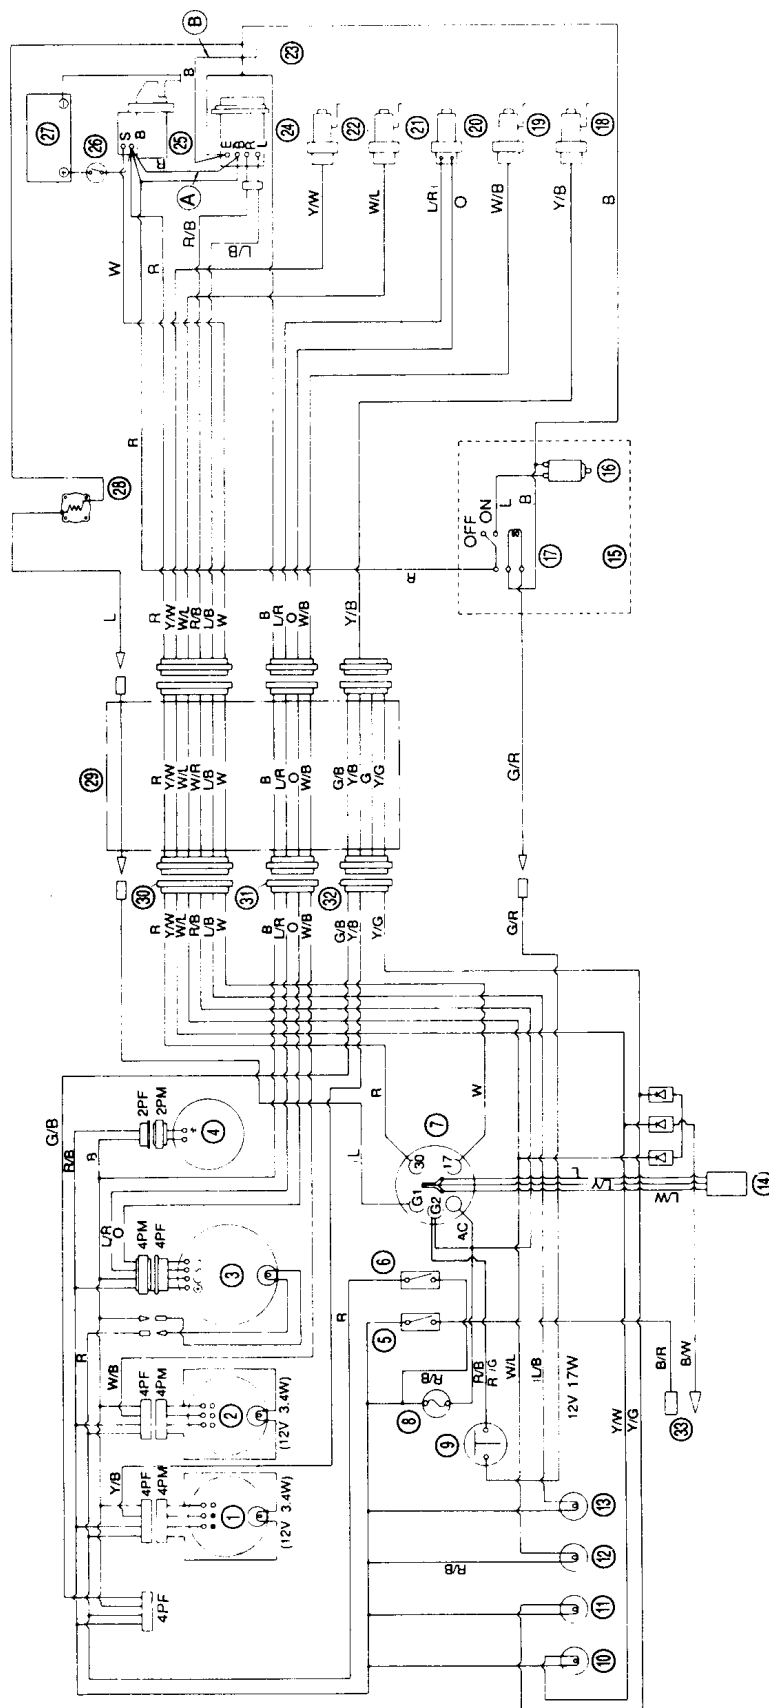 B
23
27
26
25
S
B
R
B
E
B
R
L
A
24
22
21
20
19
18
R/B
L/B
Y/W
W/L
L/R
O
W/B
Y/B
B
W
R
R
28
L
R
OFF
ON
L
B
16
17
15
R
Y/W
W/L
R/B
L/B
W
B
L/R
O
W/B
Y/B
29
R
Y/W
W/L
W/R
L/B
W
B
L/R
O
W/B
G/B
Y/B
G
Y/G
G/R
30
31
32
R
Y/W
W/L
R/B
L/B
W
B
L/R
O
W/B
G/B
Y/B
Y/G
G/R
G/B
R/B
B
2PF
2PM
4
L
R
W
7
30
17
G1
G2
AC
L
L/Y
L/W
14
L/R
O
4PM
4PF
3
R
R
6
5
W/B
4PF
4PM
2
(12V 3.4W)
R/B
8
9
R/B
R/G
W/L
L/B
12V 17W
Y/W
Y/G
B/R
B/W
33
Y/B
4PF
4PM
1
(12V 3.4W)
4PF
R/B
13
12
11
10